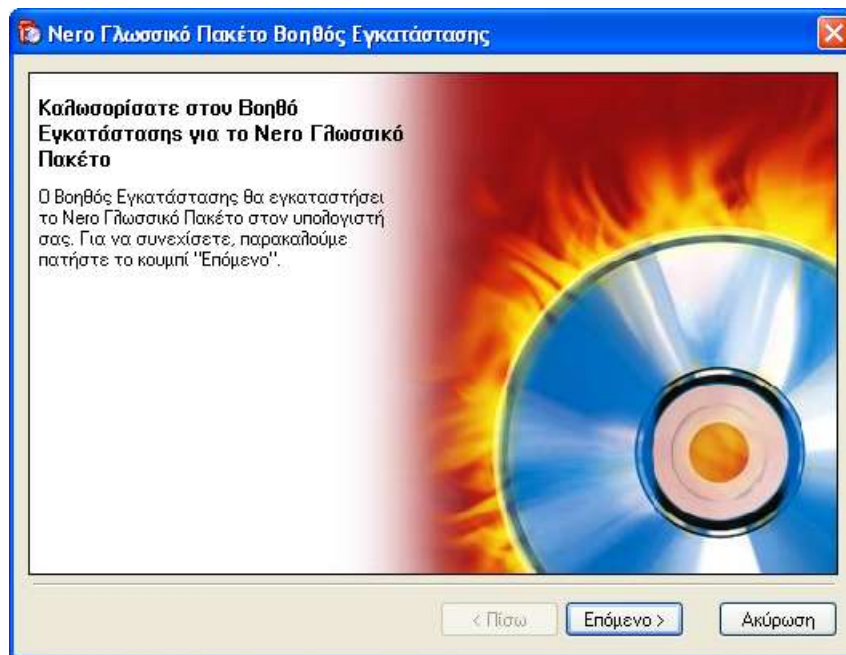 Nero Γλωσσικό Πακέτο Βοηθός Εγκατάστασης
Καλωσορίσατε στον Βοηθό
Εγκατάστασης για το Nero Γλωσσικό
Πακέτο
Ο Βοηθός Εγκατάστασης θα εγκαταστήσει
το Nero Γλωσσικό Πακέτο στον υπολογιστή
σας. Για να συνεχίσετε, παρακαλούμε
πατήστε το κουμπί "Επόμενο".
< Πίσω
Επόμενο >
Ακύρωση